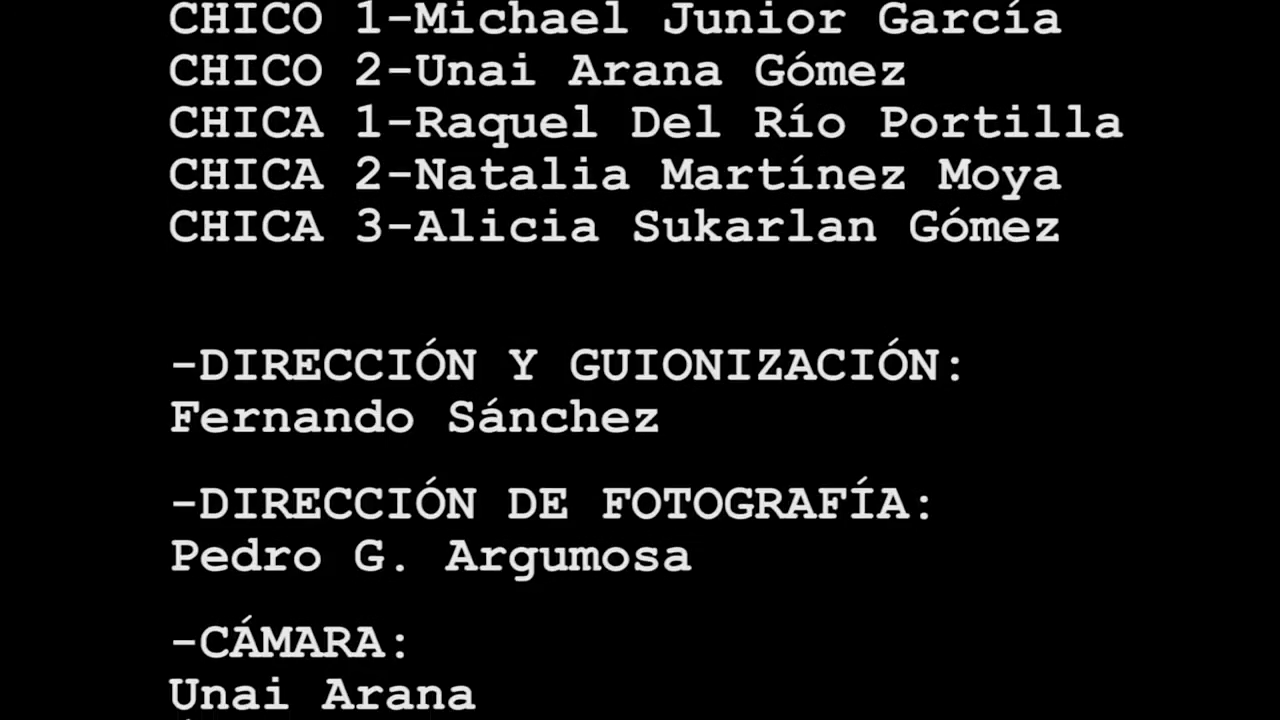 CHICO 1-Michael Junior García
CHICO 2-Unai Arana Gómez
CHICA 1-Raquel Del Río Portilla
CHICA 2-Natalia Martínez Moya
CHICA 3-Alicia Sukarlan Gómez
-DIRECCIÓN Y GUIONIZACIÓN:
Fernando Sánchez
-DIRECCIÓN DE FOTOGRAFÍA:
Pedro G. Argumosa
-CÁMARA:
Unai Arana